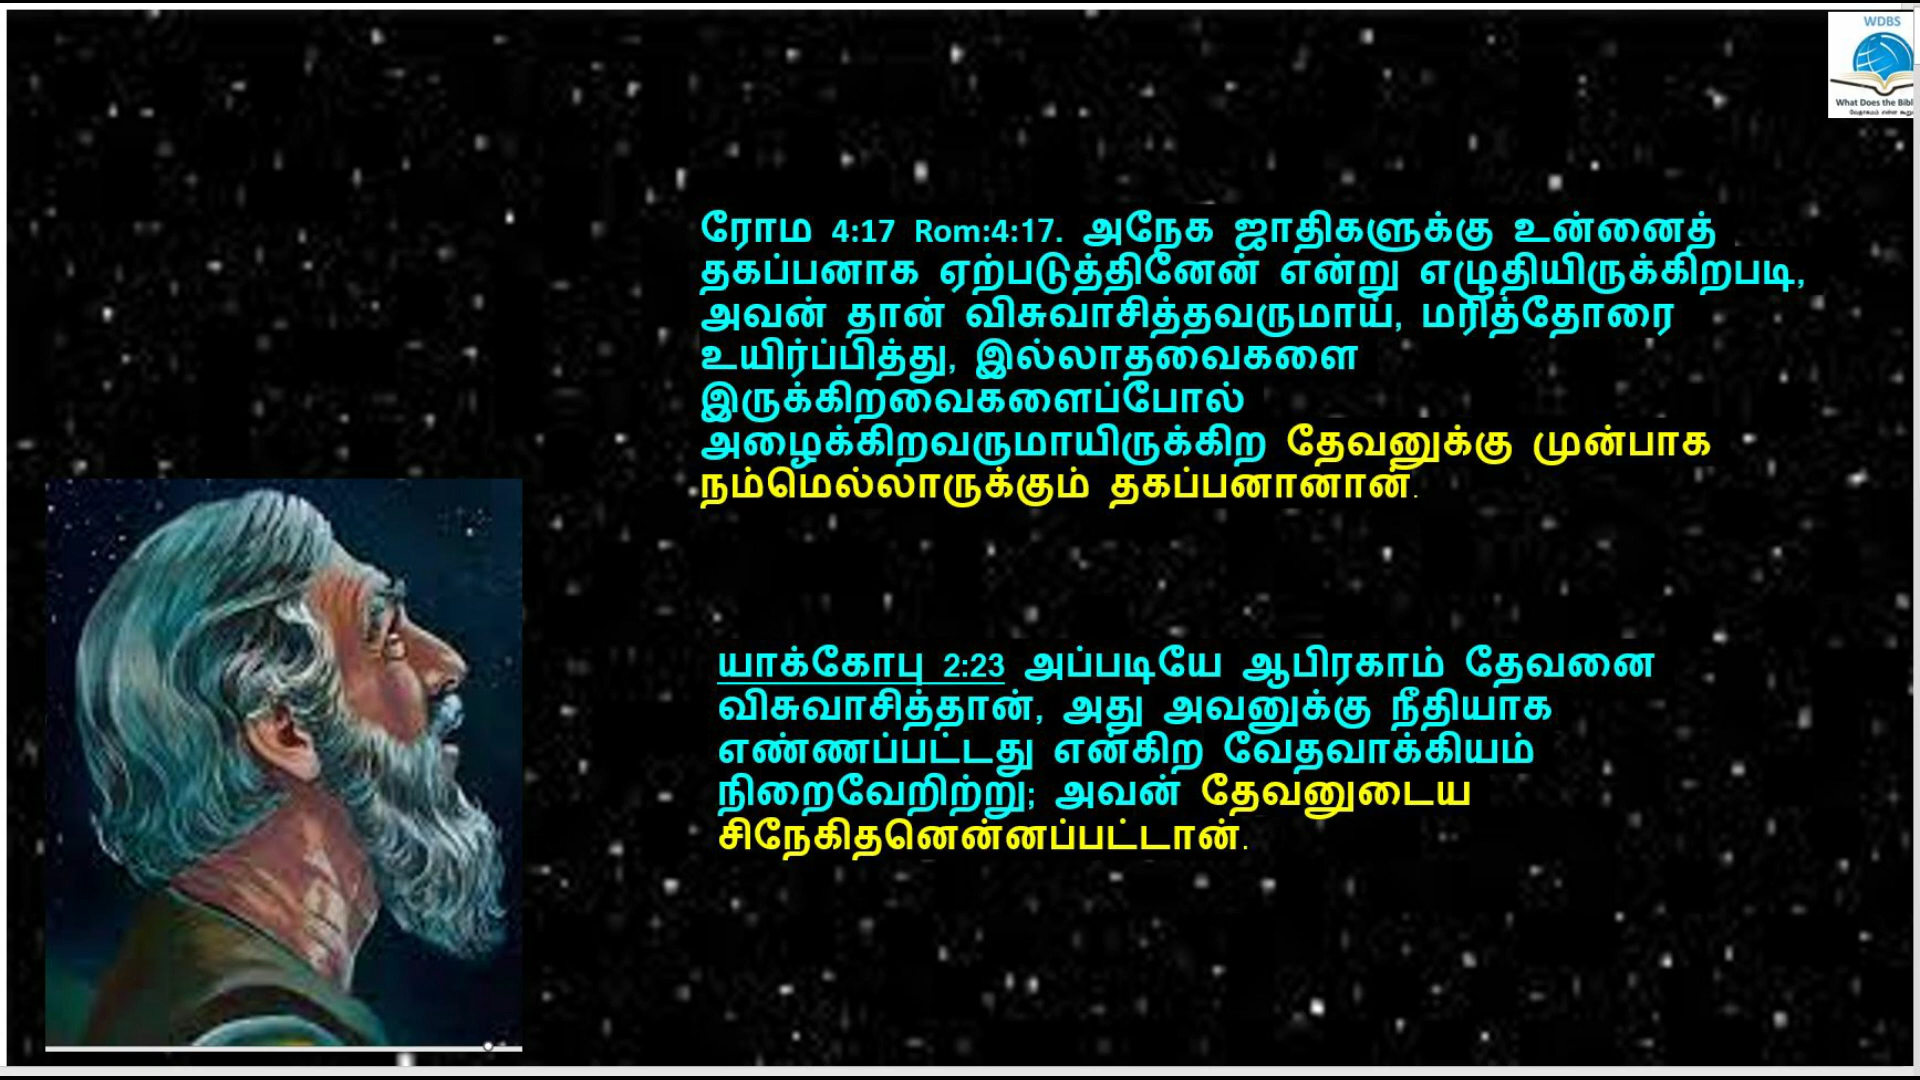 WDBS
What Does the Bibl
ரோம 4:17 Rom:4:17. அநேக ஜாதிகளுக்கு உன்னைத்
தகப்பனாக ஏற்படுத்தினேன் என்று எழுதியிருக்கிறபடி,
அவன் தான் விசுவாசித்தவருமாய், மரித்தோரை
உயிர்ப்பித்து, இல்லாதவைகளை
இருக்கிறவைகளைப்போல்
அழைக்கிறவருமாயிருக்கிற தேவனுக்கு முன்பாக
நம்மெல்லாருக்கும் தகப்பனானான்.
யாக்கோபு 2:23 அப்படியே ஆபிரகாம் தேவனை
விசுவாசித்தான், அது அவனுக்கு நீதியாக
எண்ணப்பட்டது என்கிற வேதவாக்கியம்
நிறைவேறிற்று; அவன் தேவனுடைய
சிநேகிதனென்னப்பட்டான்.